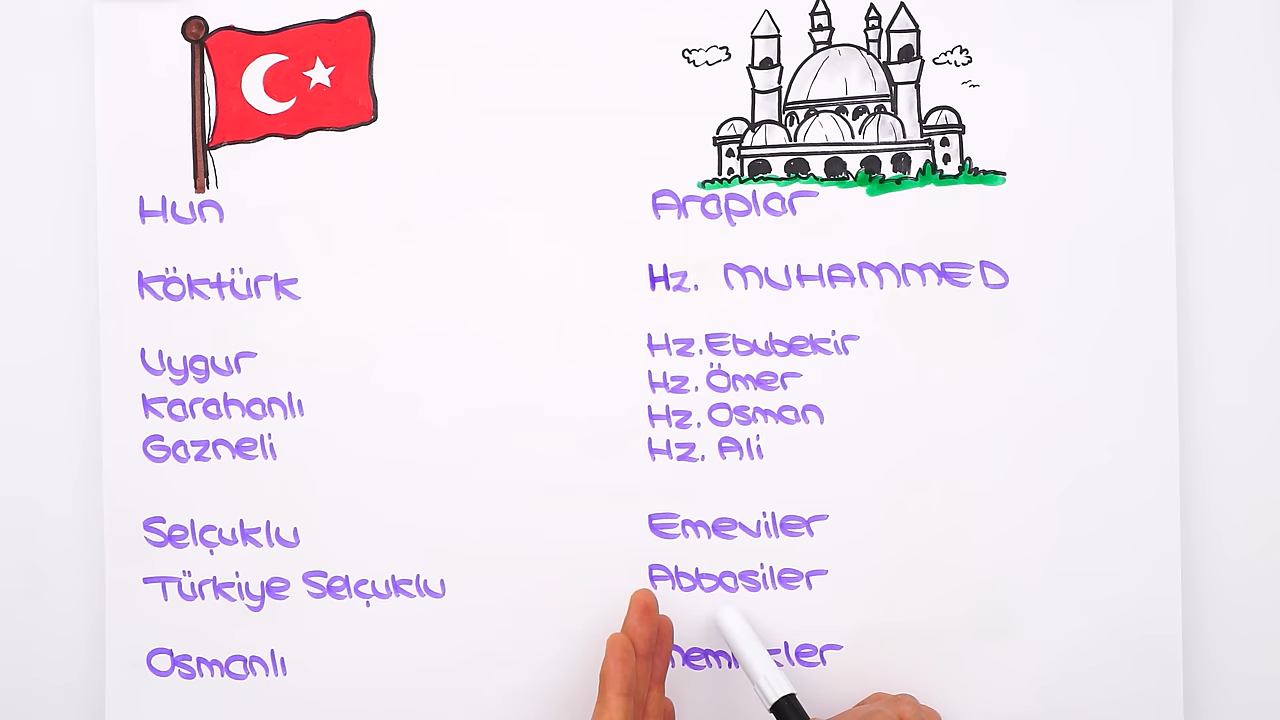 Hun
Köktürk
Uygur
Karahanlı
Gazneli
Selçuklu
Türkiye Selçuklu
Osmanlı
Araplar
Hz. MUHAMMED
Hz. Ebubekir
Hz. Ömer
Hz. Osman
Hz. Ali
Emeviler
Abbasiler